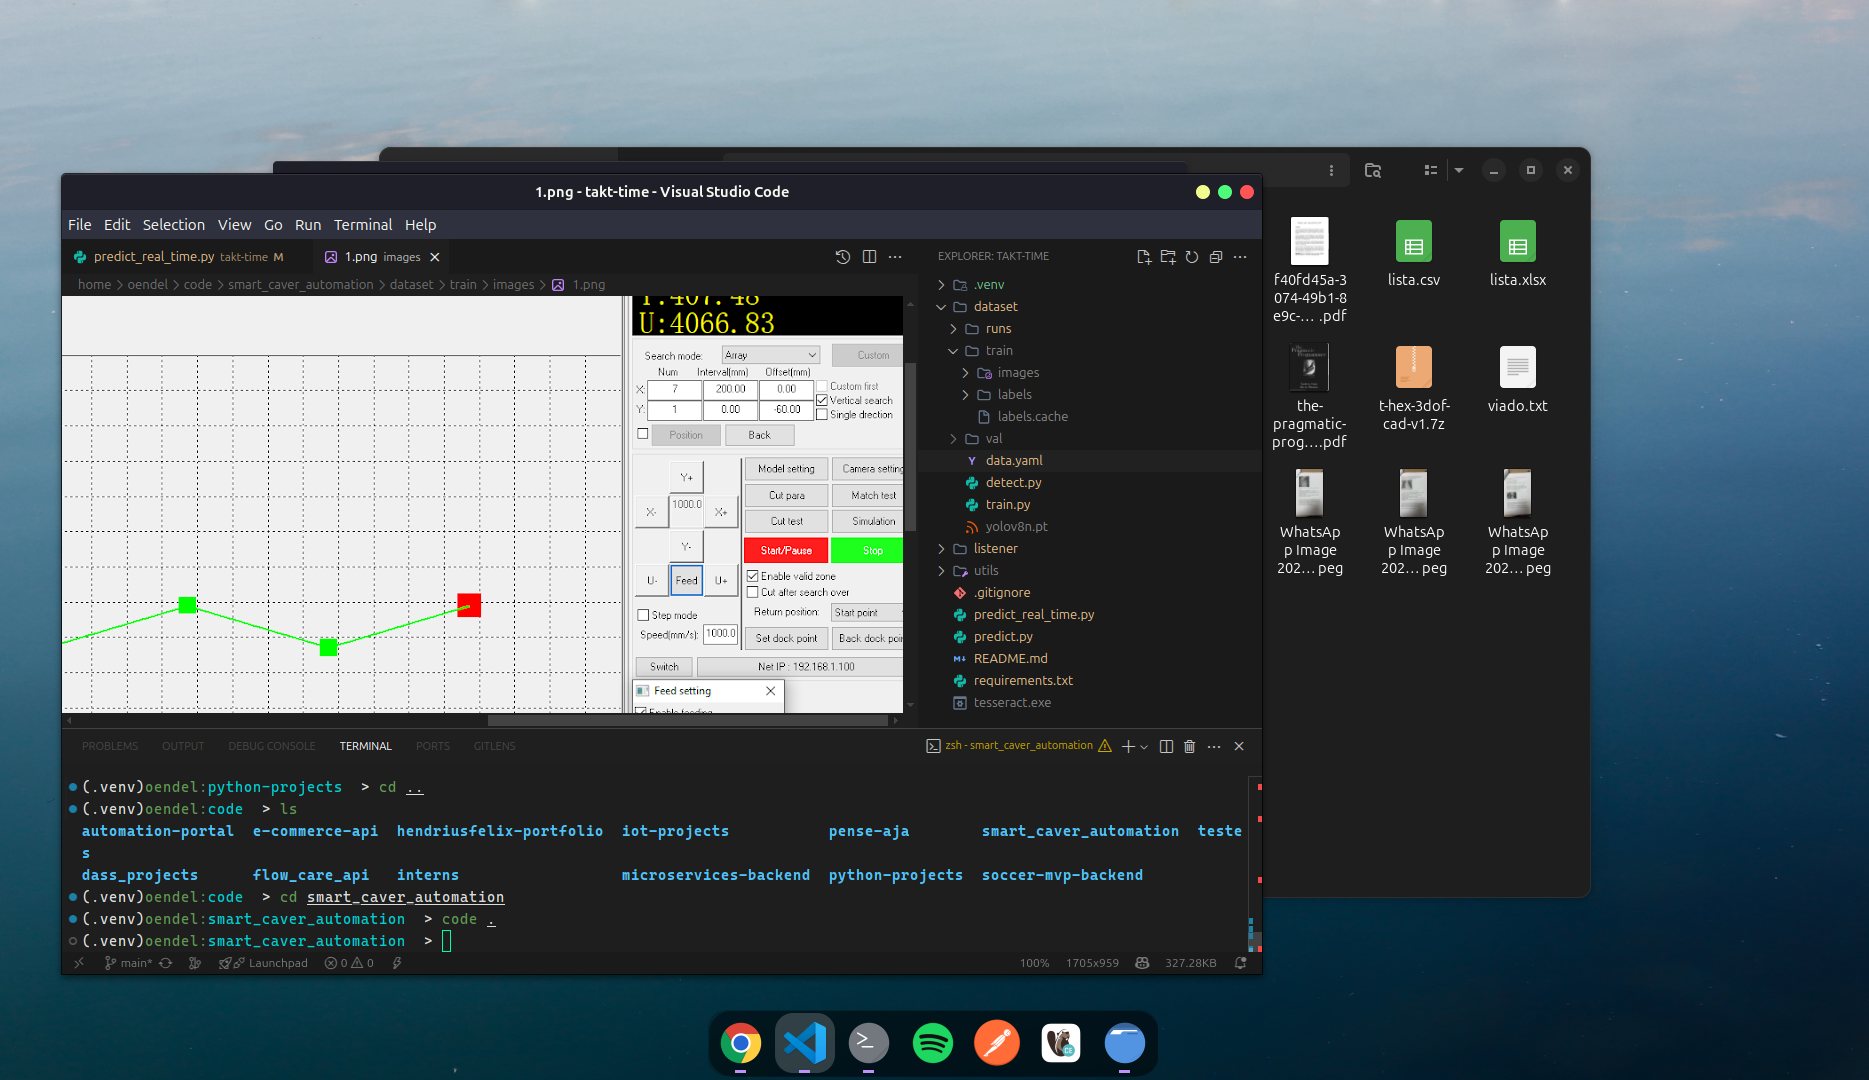 1.png - takt-time - Visual Studio Code
File Edit Selection View Go Run Terminal Help
predict_real_time.py takt-time M
1.png images
home > oendel > code > smart_caver_automation > dataset > train > images > 1.png
U:4066.83
Search mode: Array Custom
Num Interval(mm) Offset(mm)
X: 7 200.00 0.00 Custom first
Vertical search
Y: 1 0.00 -60.00 Single direction
Position Back
Y+ Model setting Camera setting
X- 1000.0 X+ Cut para Match test
Cut test Simulation
Y- Start/Pause Stop
U- Feed U+ Enable valid zone
Cut after search over
Step mode Return position: Start point
Speed(mm/s): 1000.0 Set dock point Back dock poin
Switch Net IP : 192.168.1.100
Feed setting
Enable feeding
EXPLORER: TAKT-TIME
.venv
dataset
runs
train
images
labels
labels.cache
val
data.yaml
detect.py
train.py
yolov8n.pt
listener
utils
.gitignore
predict_real_time.py
predict.py
README.md
requirements.txt
tesseract.exe
PROBLEMS OUTPUT DEBUG CONSOLE TERMINAL PORTS GITLENS
zsh - smart_caver_automation
(.venv)oendel:python-projects > cd ..
(.venv)oendel:code > ls
automation-portal e-commerce-api hendriusfelix-portfolio iot-projects pense-aja smart_caver_automation teste
s
dass_projects flow_care_api interns microservices-backend python-projects soccer-mvp-backend
(.venv)oendel:code > cd smart_caver_automation
(.venv)oendel:smart_caver_automation > code .
(.venv)oendel:smart_caver_automation >
main* Launchpad 0 0 100% 1705x959 327.28KB
f40fd45a-3
074-49b1-8
e9c-... .pdf
lista.csv
lista.xlsx
the-
pragmatic-
prog....pdf
t-hex-3dof-
cad-v1.7z
viado.txt
WhatsAp
p Image
202... peg
WhatsAp
p Image
202... peg
WhatsAp
p Image
202... peg